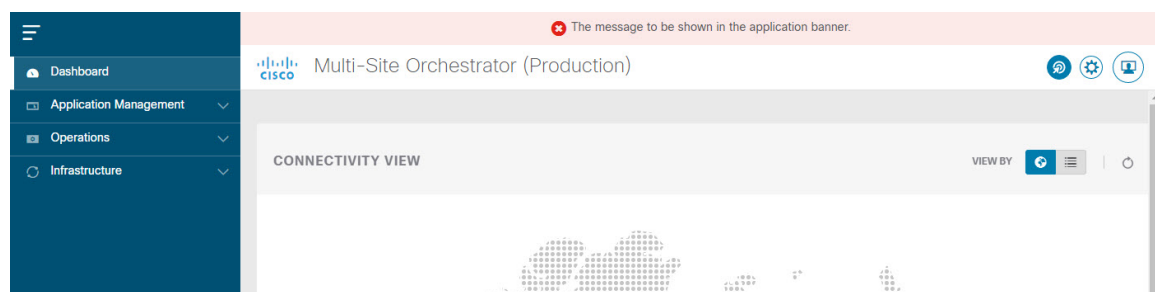 The message to be shown in the application banner.
Dashboard
CISCO
Multi-Site Orchestrator (Production)
Application Management
Operations
Infrastructure
CONNECTIVITY VIEW
VIEW BY